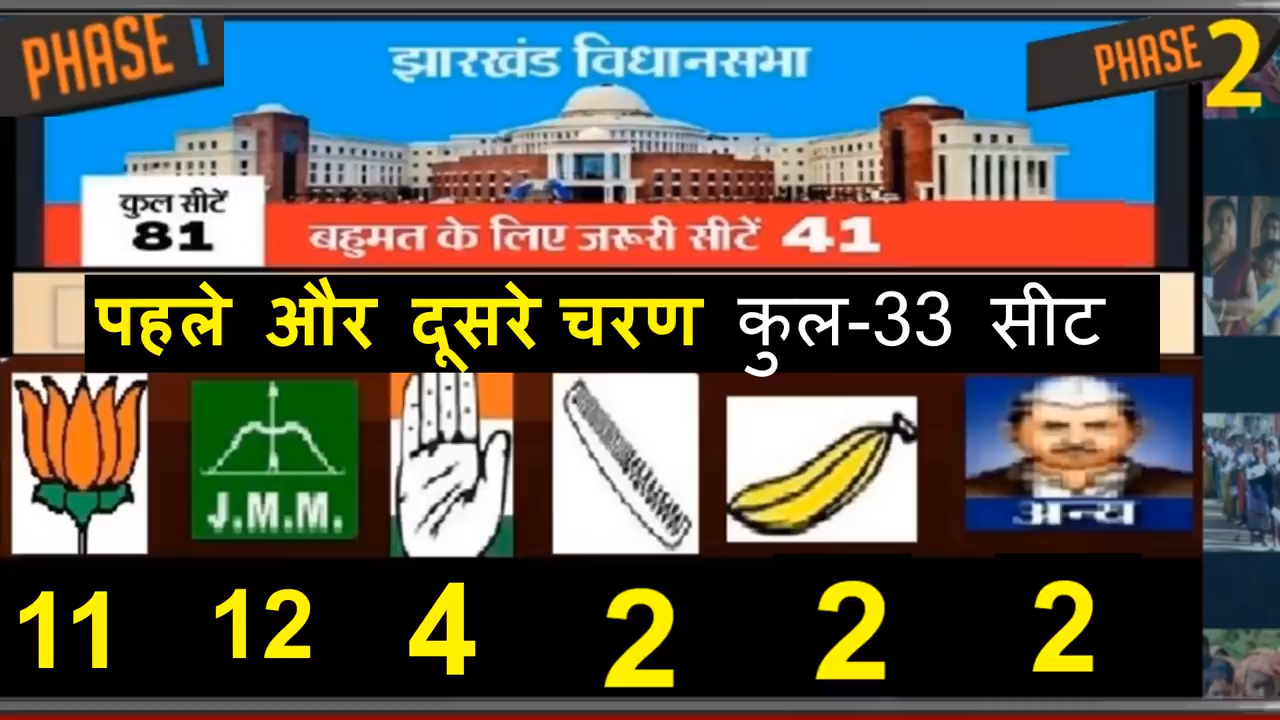 PHASE 1
झारखंड विधानसभा
PHASE 2
कुल सीटें
81
बहुमत के लिए जरूरी सीटें 41
पहले और दूसरे चरण कुल-33 सीट
J.M.M.
अन्य
11 12 4 2 2 2